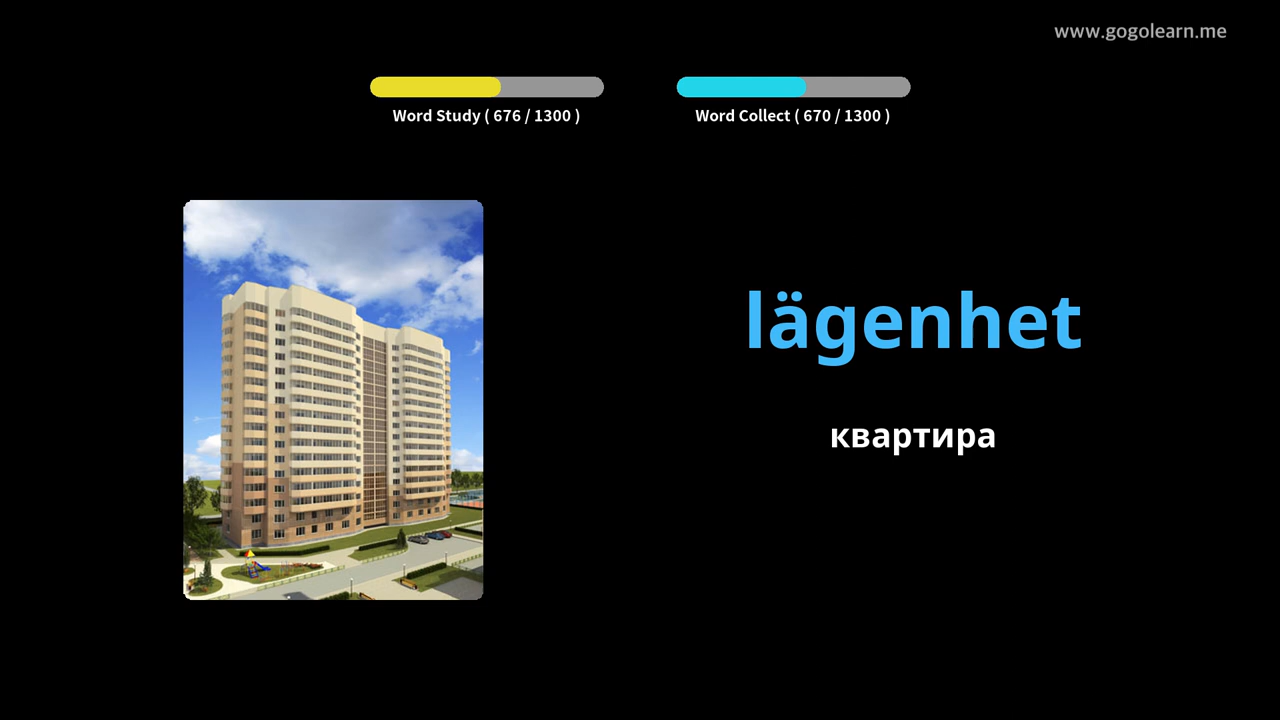 www.gogolearn.me
Word Study ( 676 / 1300 )
Word Collect ( 670 / 1300 )
lägenhet
квартира